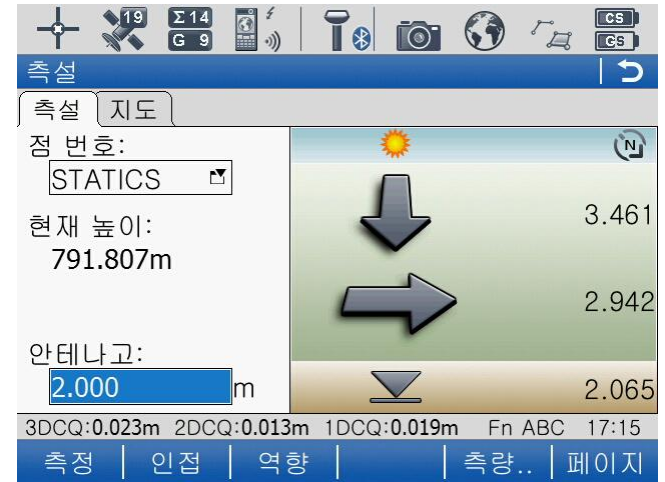 19 Σ14 CS
G 9 GS
측설
측설 지도
점 번호:
STATICS
N
현재 높이:
791.807m
3.461
2.942
안테나고:
2.000 m
2.065
3DCQ:0.023m 2DCQ:0.013m 1DCQ:0.019m Fn ABC 17:15
측정 인접 역향 측량.. 페이지